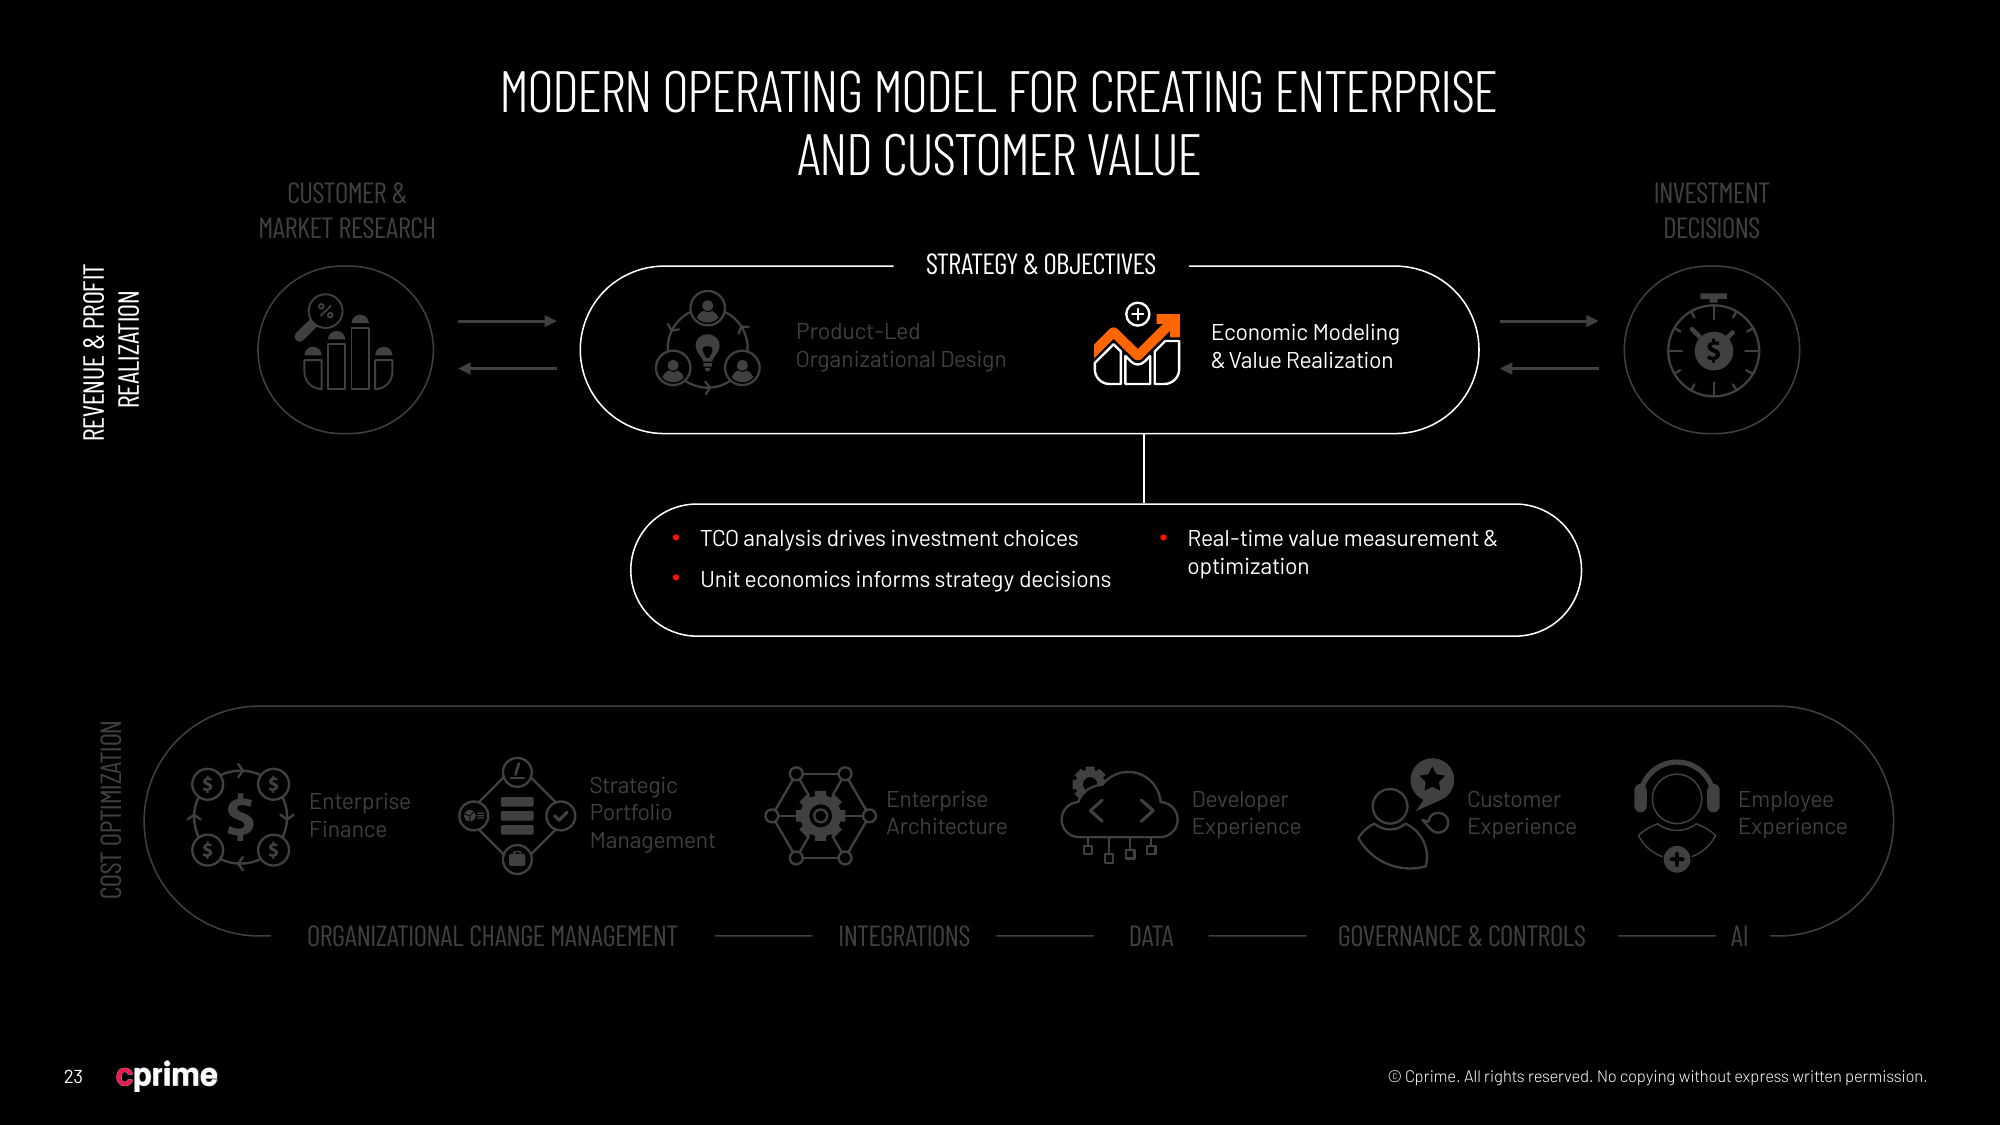 MODERN OPERATING MODEL FOR CREATING ENTERPRISE
AND CUSTOMER VALUE
CUSTOMER &
MARKET RESEARCH
INVESTMENT
DECISIONS
REVENUE & PROFIT
REALIZATION
STRATEGY & OBJECTIVES
%
Product-Led
Organizational Design
Economic Modeling
& Value Realization
$
• TCO analysis drives investment choices
• Unit economics informs strategy decisions
• Real-time value measurement &
optimization
COST OPTIMIZATION
$ $
$
$ $
Enterprise
Finance
Strategic
Portfolio
Management
Enterprise
Architecture
Developer
Experience
Customer
Experience
Employee
Experience
ORGANIZATIONAL CHANGE MANAGEMENT
INTEGRATIONS
DATA
GOVERNANCE & CONTROLS
AI
23
cprime
© Cprime. All rights reserved. No copying without express written permission.